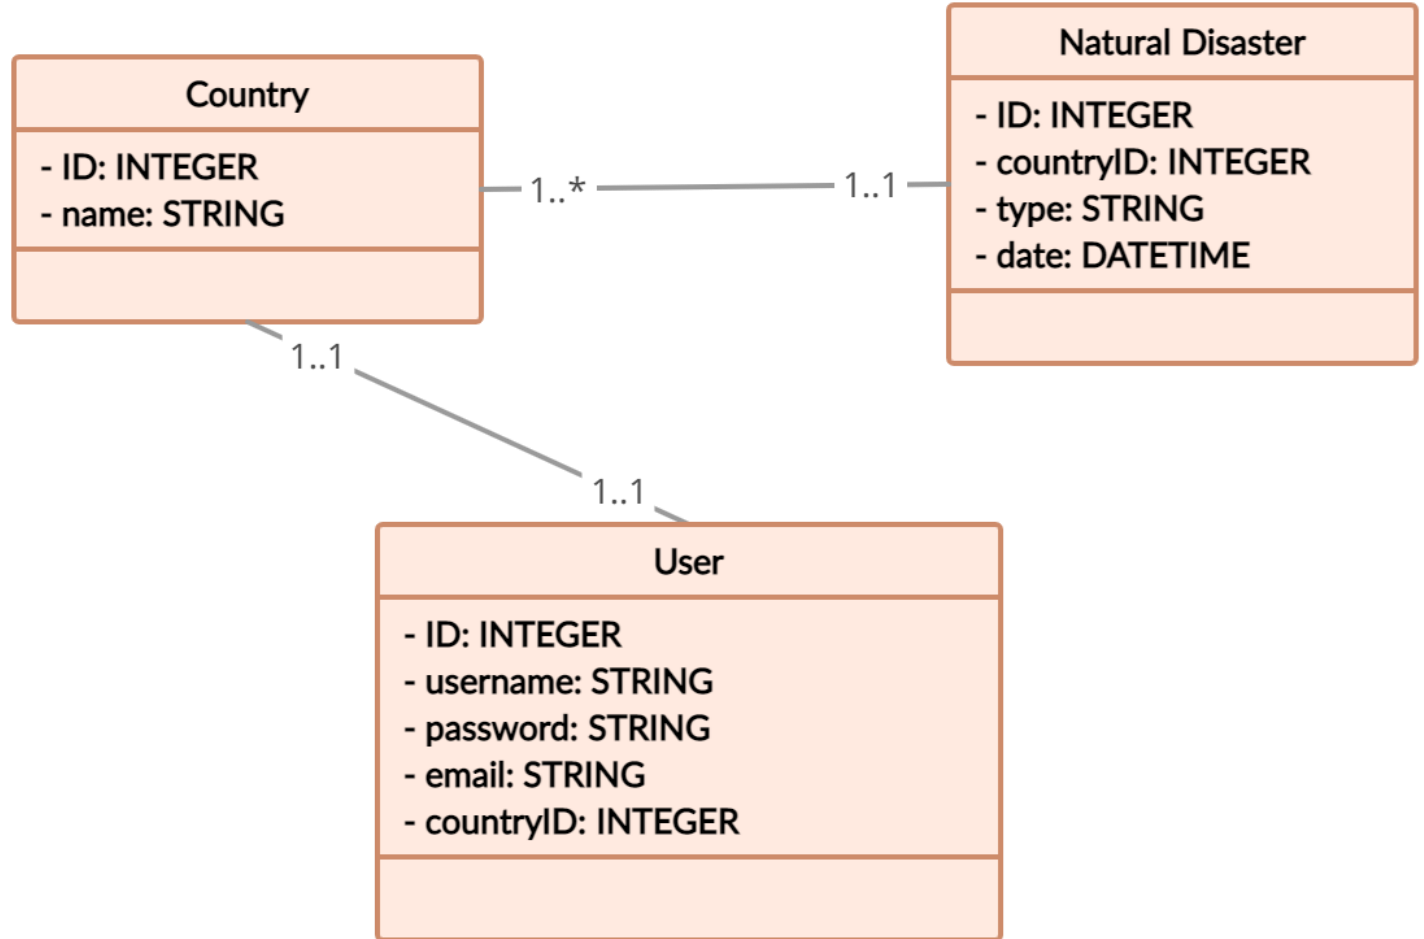 Country
- ID: INTEGER
- name: STRING
1..*
1..1
Natural Disaster
- ID: INTEGER
- countryID: INTEGER
- type: STRING
- date: DATETIME
1..1
1..1
User
- ID: INTEGER
- username: STRING
- password: STRING
- email: STRING
- countryID: INTEGER